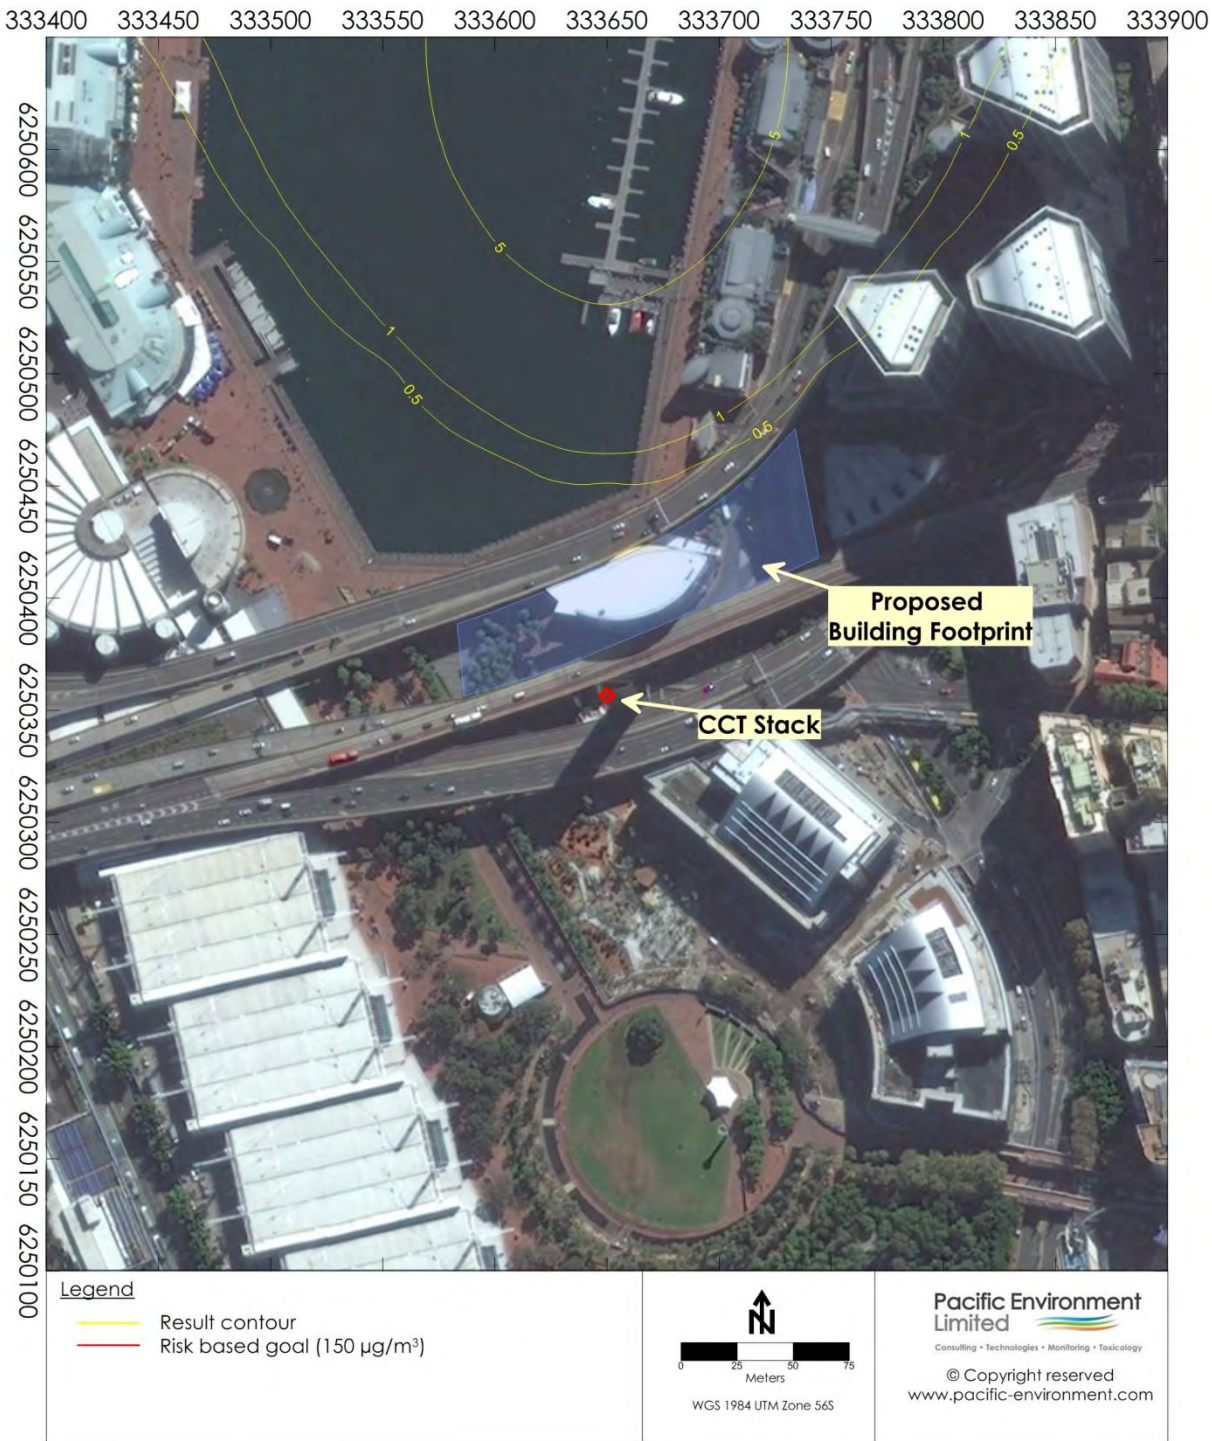 333400 333450 333500 333550 333600 333650 333700 333750 333800 333850 333900
6250600
6250550
6250500
6250450
6250400
6250350
6250300
6250250
6250200
6250150
6250100
5
5
1
0.5
1
0.5
1
0.5
Proposed
Building Footprint
CCT Stack
Legend
Result contour
Risk based goal (150 µg/m³)
N
0 25 50 75
Meters
WGS 1984 UTM Zone 56S
Pacific Environment
Limited
Consulting • Technologies • Monitoring • Toxicology
© Copyright reserved
www.pacific-environment.com